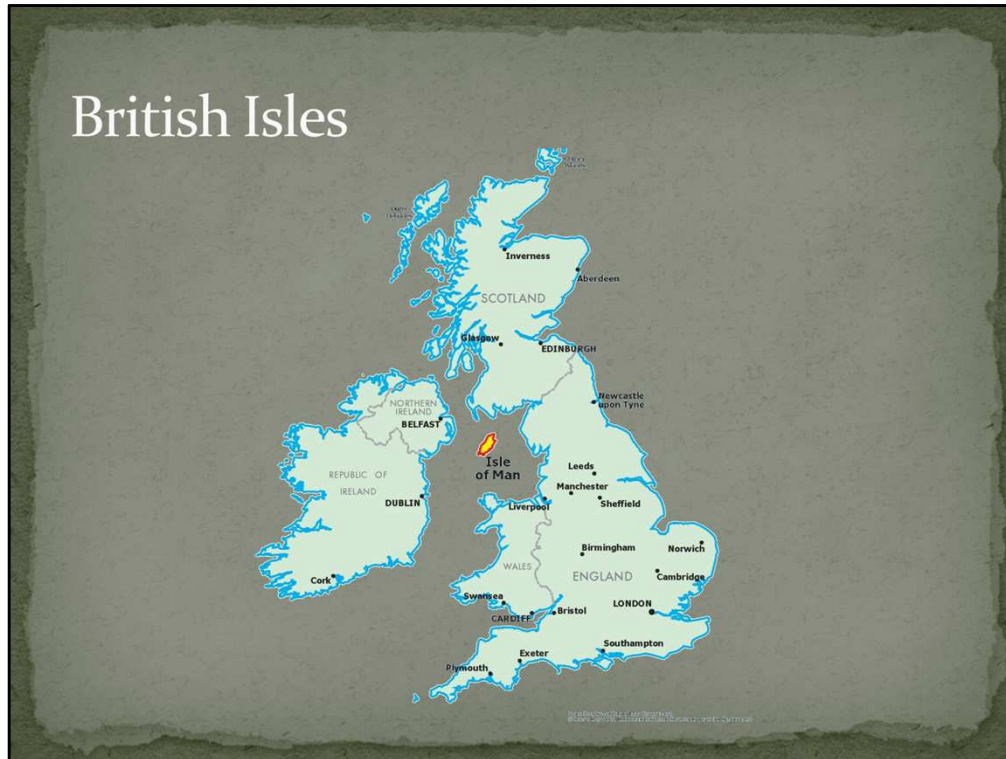 British Isles
Inverness
Aberdeen
SCOTLAND
Glasgow
EDINBURGH
Newcastle
upon Tyne
NORTHERN
IRELAND
BELFAST
Isle
of Man
REPUBLIC OF
IRELAND
DUBLIN
Cork
Leeds
Manchester
Sheffield
Liverpool
Birmingham
Norwich
WALES
ENGLAND
Cambridge
Swansea
CARDIFF
Bristol
LONDON
Southampton
Exeter
Plymouth